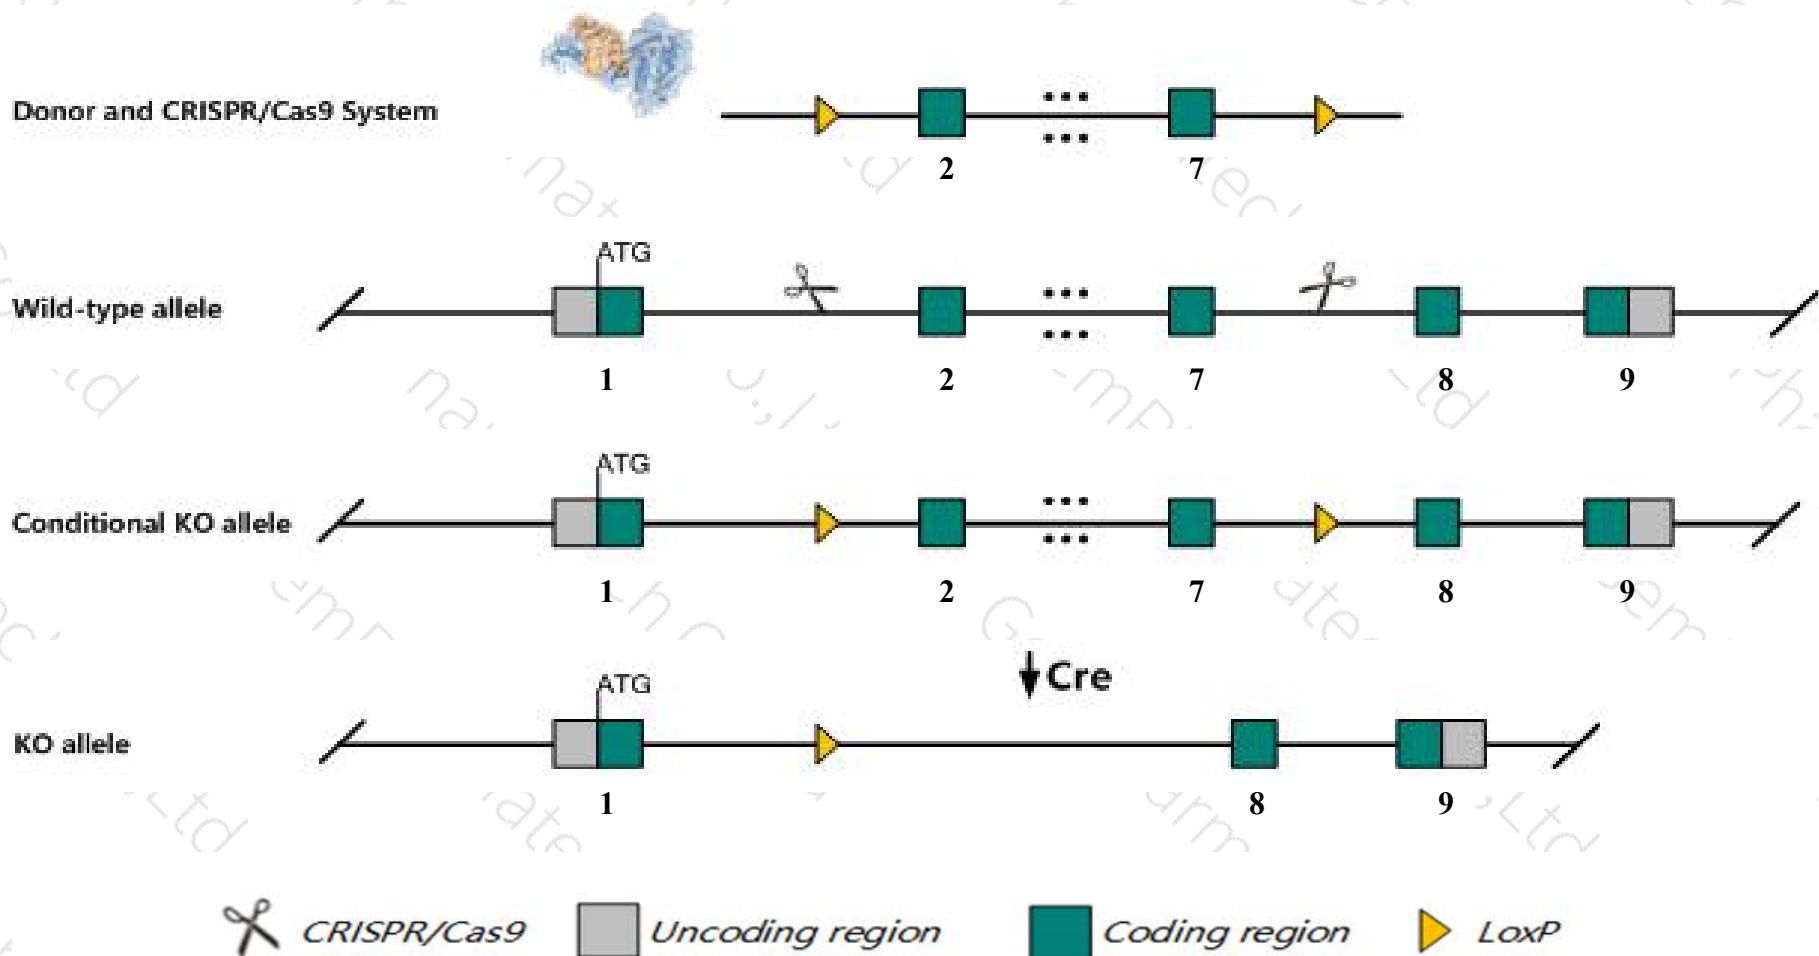 Donor and CRISPR/Cas9 System
2 7
ATG
Wild-type allele
1 2 7 8 9
ATG
Conditional KO allele
1 2 7 8 9
Cre
ATG
KO allele
1 8 9
CRISPR/Cas9 Uncoding region Coding region LoxP